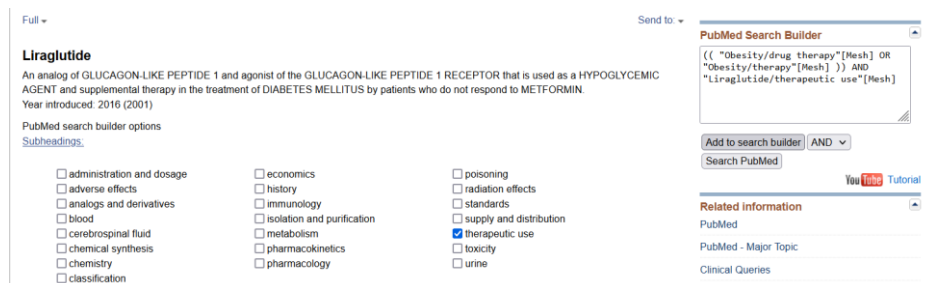 Full
Send to:
Liraglutide
An analog of GLUCAGON-LIKE PEPTIDE 1 and agonist of the GLUCAGON-LIKE PEPTIDE 1 RECEPTOR that is used as a HYPOGLYCEMIC
AGENT and supplemental therapy in the treatment of DIABETES MELLITUS by patients who do not respond to METFORMIN.
Year introduced: 2016 (2001)
PubMed search builder options
Subheadings:
administration and dosage
adverse effects
analogs and derivatives
blood
cerebrospinal fluid
chemical synthesis
chemistry
classification
economics
history
immunology
isolation and purification
metabolism
pharmacokinetics
pharmacology
poisoning
radiation effects
standards
supply and distribution
therapeutic use
toxicity
urine
PubMed Search Builder
(( "Obesity/drug therapy"[Mesh] OR
"Obesity/therapy"[Mesh] )) AND
"Liraglutide/therapeutic use"[Mesh]
Add to search builder AND
Search PubMed
YouTube Tutorial
Related information
PubMed
PubMed - Major Topic
Clinical Queries